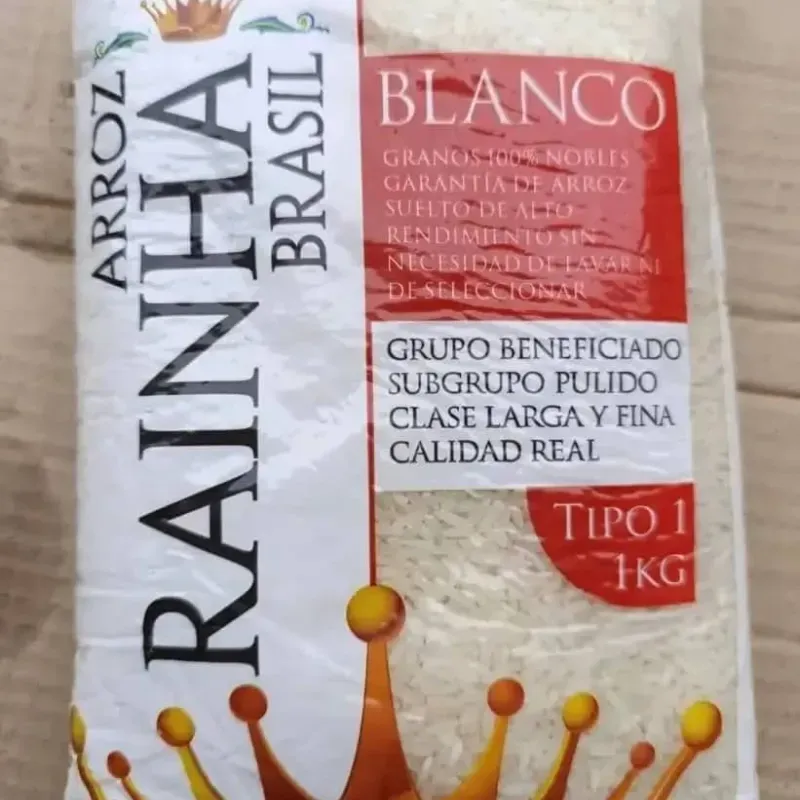 ARROZ
RAINHA
BRASIL
BLANCO
GRANOS 100% NOBLES
GARANTÍA DE ARROZ
SUELTO DE ALTO
RENDIMIENTO SIN
NECESIDAD DE LAVAR NI
DE SELECCIONAR
GRUPO BENEFICIADO
SUBGRUPO PULIDO
CLASE LARGA Y FINA
CALIDAD REAL
TIPO 1
1KG